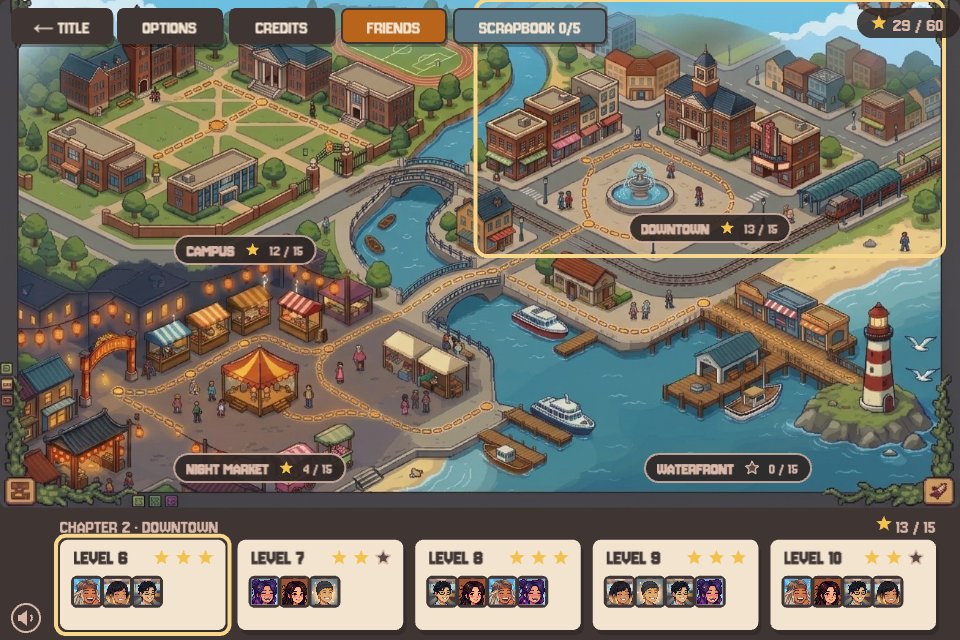 ← TITLE
OPTIONS
CREDITS
FRIENDS
SCRAPBOOK 0/5
29 / 60
CAMPUS 12 / 15
DOWNTOWN 13 / 15
NIGHT MARKET 4 / 15
WATERFRONT 0 / 15
CHAPTER 2 · DOWNTOWN
13 / 15
LEVEL 6
LEVEL 7
LEVEL 8
LEVEL 9
LEVEL 10